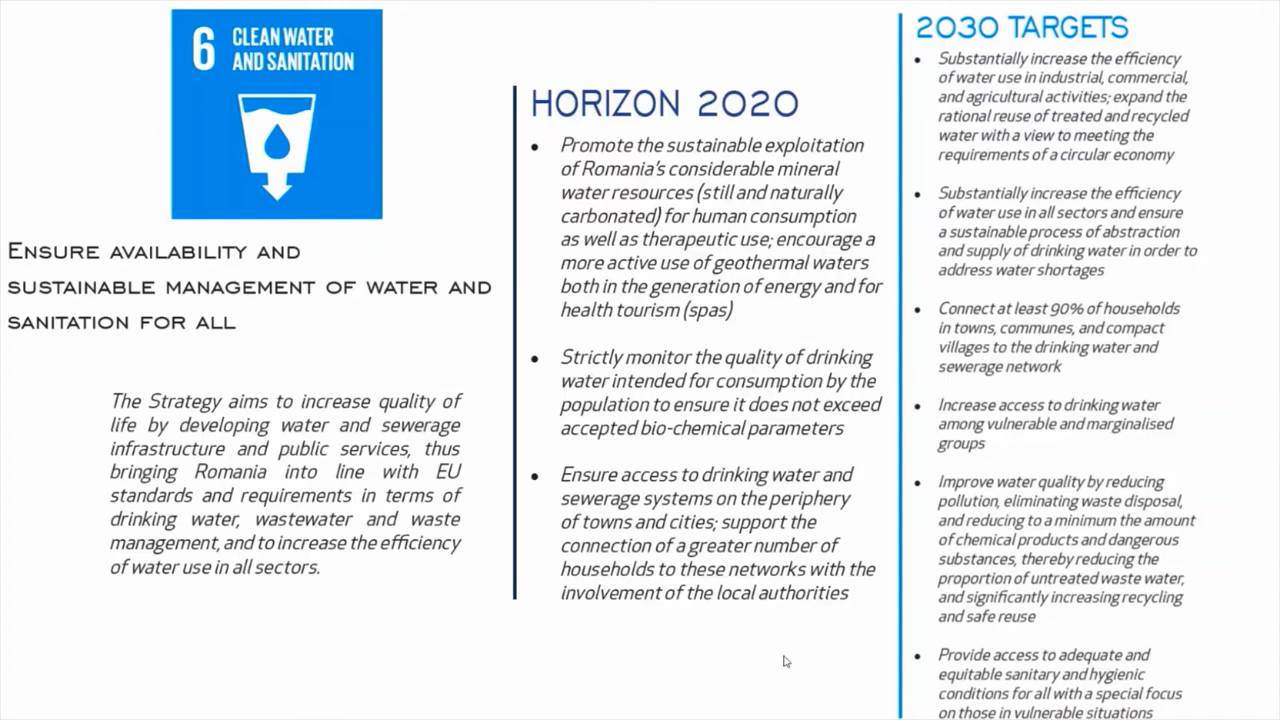 6 CLEAN WATER
AND SANITATION
ENSURE AVAILABILITY AND
SUSTAINABLE MANAGEMENT OF WATER AND
SANITATION FOR ALL
The Strategy aims to increase quality of
life by developing water and sewerage
infrastructure and public services, thus
bringing Romania into line with EU
standards and requirements in terms of
drinking water, wastewater and waste
management, and to increase the efficiency
of water use in all sectors.
HORIZON 2020
• Promote the sustainable exploitation
of Romania's considerable mineral
water resources (still and naturally
carbonated) for human consumption
as well as therapeutic use; encourage a
more active use of geothermal waters
both in the generation of energy and for
health tourism (spas)
• Strictly monitor the quality of drinking
water intended for consumption by the
population to ensure it does not exceed
accepted bio-chemical parameters
• Ensure access to drinking water and
sewerage systems on the periphery
of towns and cities; support the
connection of a greater number of
households to these networks with the
involvement of the local authorities
2030 TARGETS
• Substantially increase the efficiency
of water use in industrial, commercial,
and agricultural activities; expand the
rational reuse of treated and recycled
water with a view to meeting the
requirements of a circular economy
• Substantially increase the efficiency
of water use in all sectors and ensure
a sustainable process of abstraction
and supply of drinking water in order to
address water shortages
• Connect at least 90% of households
in towns, communes, and compact
villages to the drinking water and
sewerage network
• Increase access to drinking water
among vulnerable and marginalised
groups
• Improve water quality by reducing
pollution, eliminating waste disposal,
and reducing to a minimum the amount
of chemical products and dangerous
substances, thereby reducing the
proportion of untreated waste water,
and significantly increasing recycling
and safe reuse
• Provide access to adequate and
equitable sanitary and hygienic
conditions for all with a special focus
on those in vulnerable situations